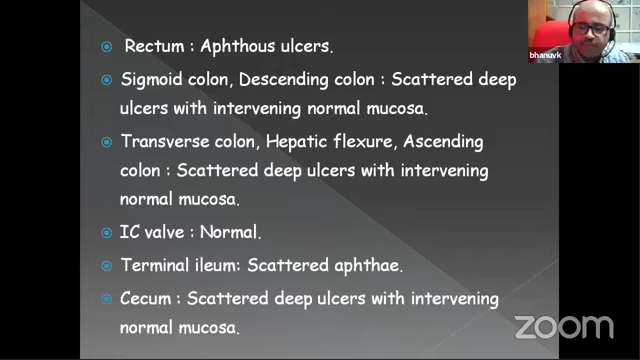 Rectum : Aphthous ulcers.
Sigmoid colon, Descending colon : Scattered deep
ulcers with intervening normal mucosa.
Transverse colon, Hepatic flexure, Ascending
colon : Scattered deep ulcers with intervening
normal mucosa.
IC valve : Normal.
Terminal ileum: Scattered aphthae.
Cecum : Scattered deep ulcers with intervening
normal mucosa.
bhanuvk
zoom